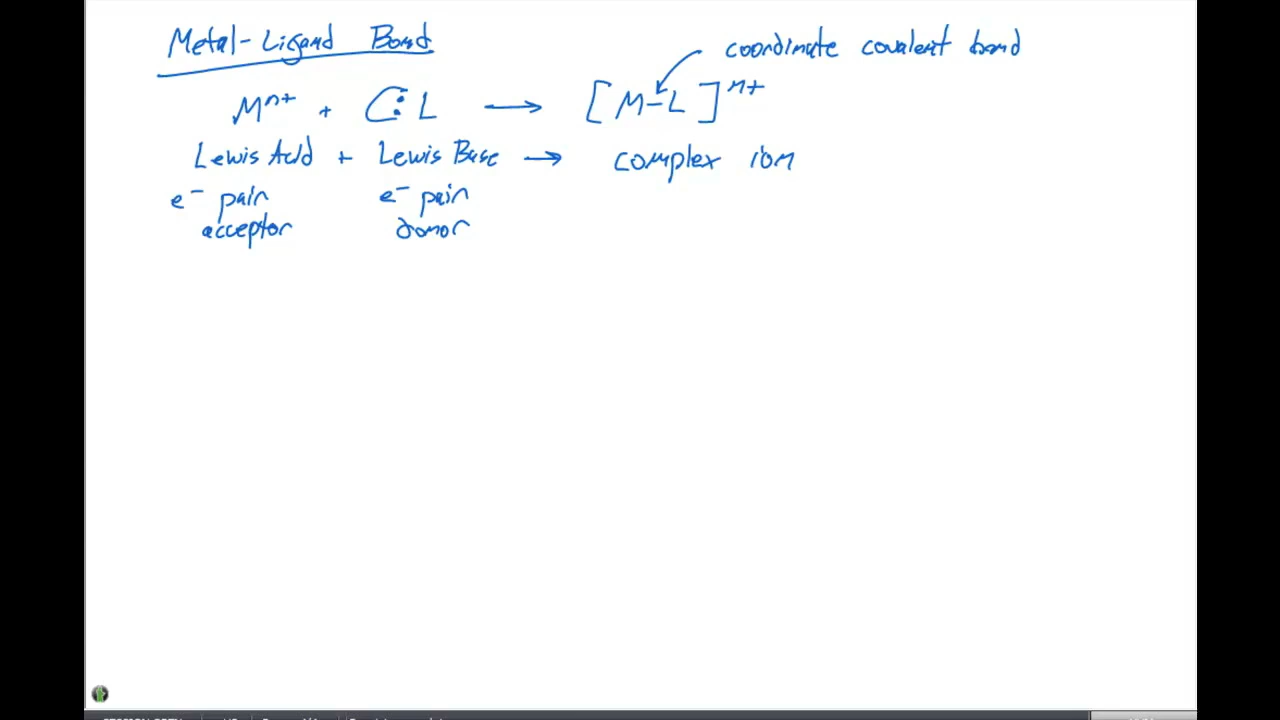 Metal-Ligand Bond
coordinate covalent bond
Mⁿ⁺ + :L → [M-L]ⁿ⁺
Lewis Acid + Lewis Base → complex ion
e⁻ pair e⁻ pair
acceptor donor